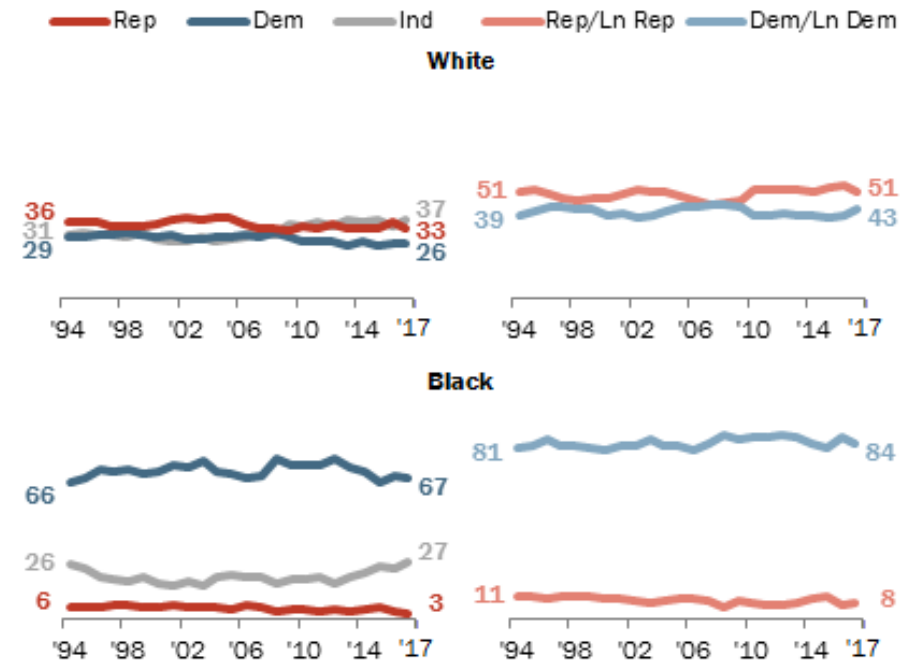 Rep Dem Ind Rep/Ln Rep Dem/Ln Dem
White
36 37
31 33
29 26
51 51
39 43
'94 '98 '02 '06 '10 '14 '17
'94 '98 '02 '06 '10 '14 '17
Black
66 67
26 27
6 3
81 84
11 8
'94 '98 '02 '06 '10 '14 '17
'94 '98 '02 '06 '10 '14 '17